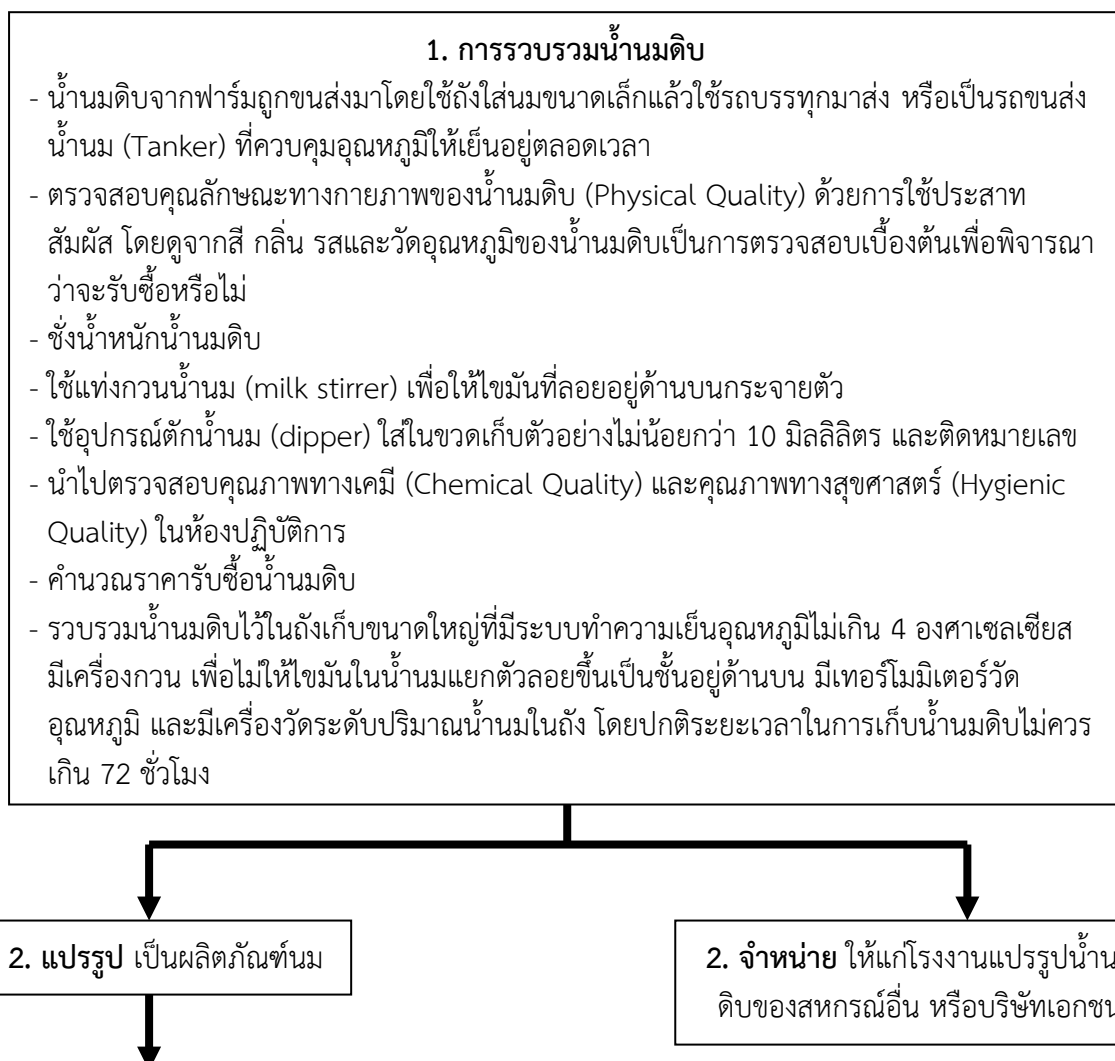 1. การรวบรวมน้ำนมดิบ
- น้ำนมดิบจากฟาร์มถูกขนส่งมาโดยใช้ถังใส่นมขนาดเล็กแล้วใช้รถบรรทุกมาส่ง หรือเป็นรถขนส่ง
น้ำนม (Tanker) ที่ควบคุมอุณหภูมิให้เย็นอยู่ตลอดเวลา
- ตรวจสอบคุณลักษณะทางกายภาพของน้ำนมดิบ (Physical Quality) ด้วยการใช้ประสาท
สัมผัส โดยดูจากสี กลิ่น รสและวัดอุณหภูมิของน้ำนมดิบเป็นการตรวจสอบเบื้องต้นเพื่อพิจารณา
ว่าจะรับซื้อหรือไม่
- ชั่งน้ำหนักน้ำนมดิบ
- ใช้แท่งกวนน้ำนม (milk stirrer) เพื่อให้ไขมันที่ลอยอยู่ด้านบนกระจายตัว
- ใช้อุปกรณ์ตักน้ำนม (dipper) ใส่ในขวดเก็บตัวอย่างไม่น้อยกว่า 10 มิลลิลิตร และติดหมายเลข
- นำไปตรวจสอบคุณภาพทางเคมี (Chemical Quality) และคุณภาพทางสุขศาสตร์ (Hygienic
Quality) ในห้องปฏิบัติการ
- คำนวณราคารับซื้อน้ำนมดิบ
- รวบรวมน้ำนมดิบไว้ในถังเก็บขนาดใหญ่ที่มีระบบทำความเย็นอุณหภูมิไม่เกิน 4 องศาเซลเซียส
มีเครื่องกวน เพื่อไม่ให้ไขมันในน้ำนมแยกตัวลอยขึ้นเป็นชั้นอยู่ด้านบน มีเทอร์โมมิเตอร์วัด
อุณหภูมิ และมีเครื่องวัดระดับปริมาณน้ำนมในถัง โดยปกติระยะเวลาในการเก็บน้ำนมดิบไม่ควร
เกิน 72 ชั่วโมง
2. แปรรูป เป็นผลิตภัณฑ์นม
2. จำหน่าย ให้แก่โรงงานแปรรูปน้ำน
ดิบของสหกรณ์อื่น หรือบริษัทเอกชน